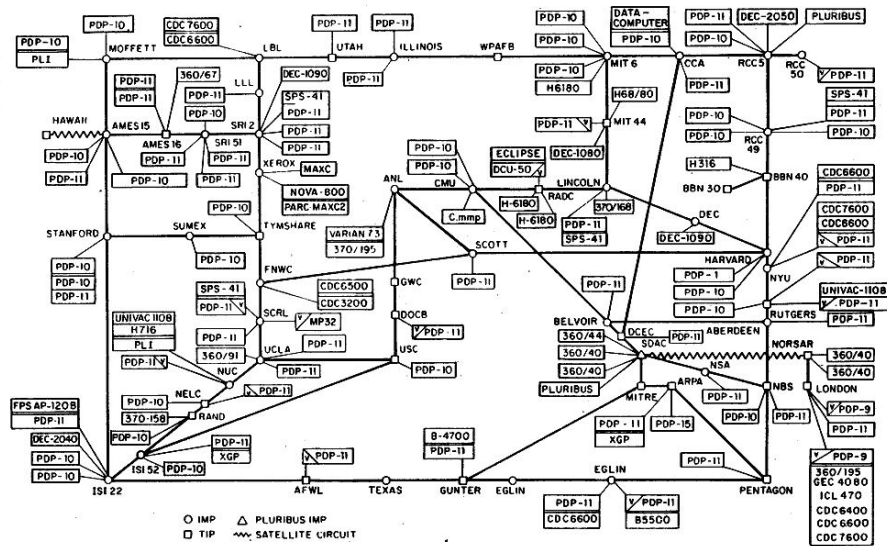 PDP-10
MOFFETT
PDP-10
PLI
CDC7600
CDC6600
LBL
PDP-11
UTAH
PDP-11
ILLINOIS
PDP-11
WPAFB
PDP-10
PDP-10
PDP-10
H6180
MIT 6
DATA-
COMPUTER
PDP-10
CCA
PDP-11
PDP-11
PDP-10
DEC-2050
PLURIBUS
RCC5
RCC
50
PDP-11
LLL
PDP-11
DEC-1090
SPS-41
PDP-11
PDP-11
PDP-11
SRI 2
HAWAII
AMES15
PDP-11
PDP-11
360/67
PDP-10
AMES16
PDP-11
SRI 51
PDP-11
PDP-10
PDP-11
PDP-10
H68/80
PDP-11
MIT 44
DEC-1080
PDP-10
PDP-10
SPS-41
PDP-11
PDP-10
RCC
49
XEROX
MAXC
NOVA-800
PARC-MAXC2
ANL
VARIAN 73
370/195
PDP-10
PDP-10
CMU
C.mmp
ECLIPSE
DCU-50
PDP-11
H-6180
RADC
H-6180
LINCOLN
370/168
PDP-11
SPS-41
H316
BBN 40
BBN 30
DEC
DEC-1090
CDC6600
PDP-11
CDC7600
CDC6600
PDP-11
PDP-11
STANFORD
PDP-10
PDP-10
PDP-11
SUMEX
PDP-10
PDP-10
TYMSHARE
SCOTT
PDP-11
HARVARD
PDP-1
PDP-10
PDP-10
NYU
FNWC
CDC6500
CDC3200
GWC
DOCB
PDP-11
SPS-41
PDP-11
SCRL
PDP-11
MP32
PDP-11
BELVOIR
DCEC
PDP-11
ABERDEEN
RUTGERS
UNIVAC-1108
PDP-11
PDP-11
UNIVAC 1108
H716
PLI
PDP-11
NUC
360/91
UCLA
PDP-11
PDP-11
USC
PDP-10
360/44
360/40
360/40
PLURIBUS
SDAC
NSA
PDP-11
NORSAR
360/40
360/40
NELC
PDP-11
PDP-10
370-158
RAND
PDP-10
MITRE
ARPA
PDP-11
XGP
PDP-15
NBS
PDP-10
PDP-11
LONDON
PDP-9
PDP-11
FPS AP-120B
PDP-11
DEC-2040
PDP-10
PDP-10
ISI 22
PDP-11
XGP
ISI 52
PDP-10
PDP-11
AFWL
TEXAS
B-4700
PDP-11
GUNTER
EGLIN
EGLIN
PDP-11
CDC6600
PDP-11
B5500
PDP-11
PENTAGON
PDP-9
360/195
GEC 4080
ICL 470
CDC6400
CDC6600
CDC7600
IMP
PLURIBUS IMP
TIP
SATELLITE CIRCUIT